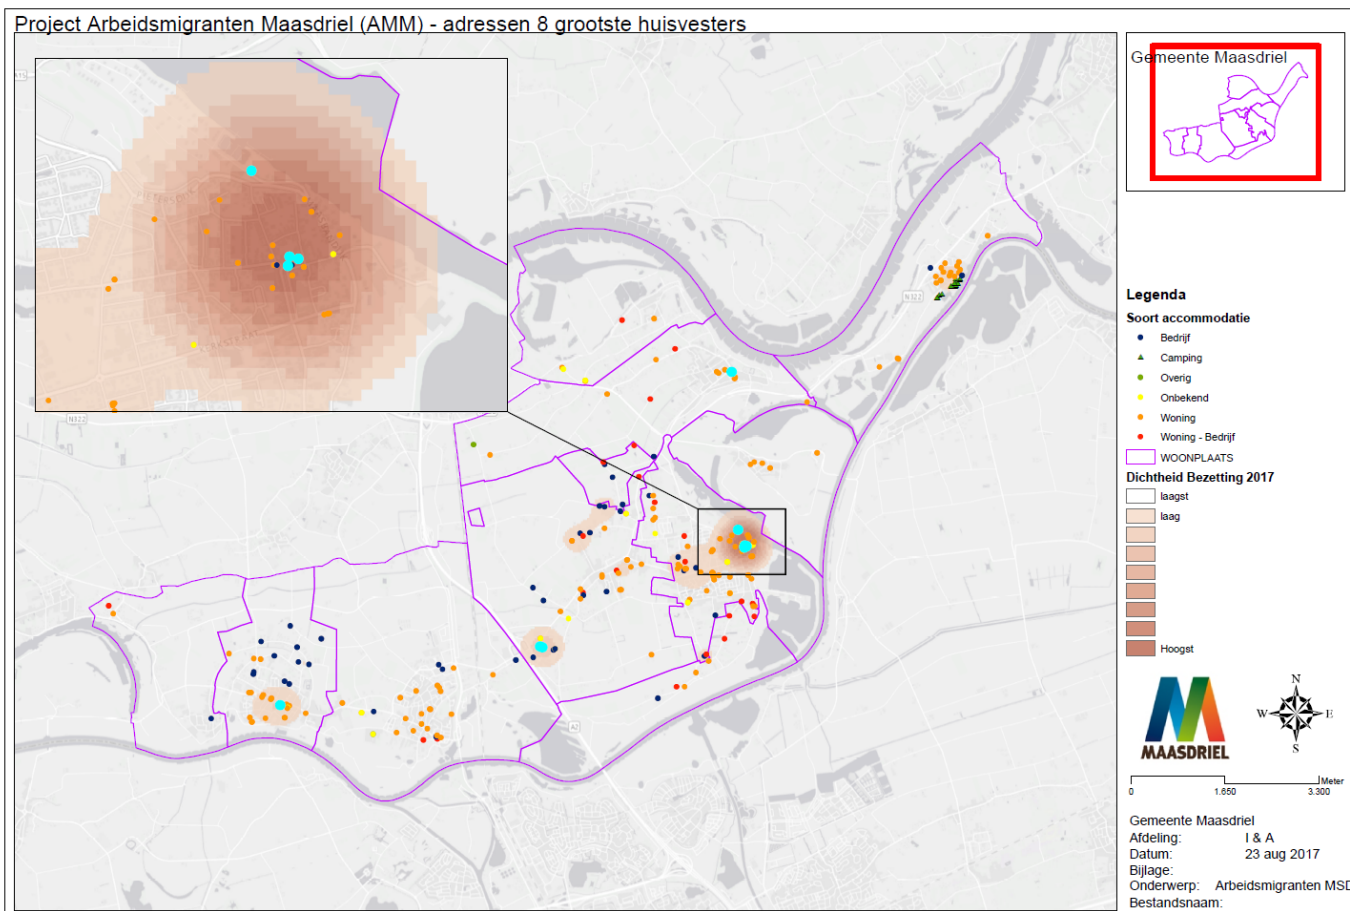 Project Arbeidsmigranten Maasdriel (AMM) - adressen 8 grootste huisvesters
Gemeente Maasdriel
N322
N322
A2
Legenda
Soort accommodatie
Bedrijf
Camping
Overig
Onbekend
Woning
Woning - Bedrijf
WOONPLAATS
Dichtheid Bezetting 2017
laagst
laag
Hoogst
MAASDRIEL
N
W
E
S
Meter
0 1.650 3.300
Gemeente Maasdriel
Afdeling: I & A
Datum: 23 aug 2017
Bijlage:
Onderwerp: Arbeidsmigranten MSD
Bestandsnaam: